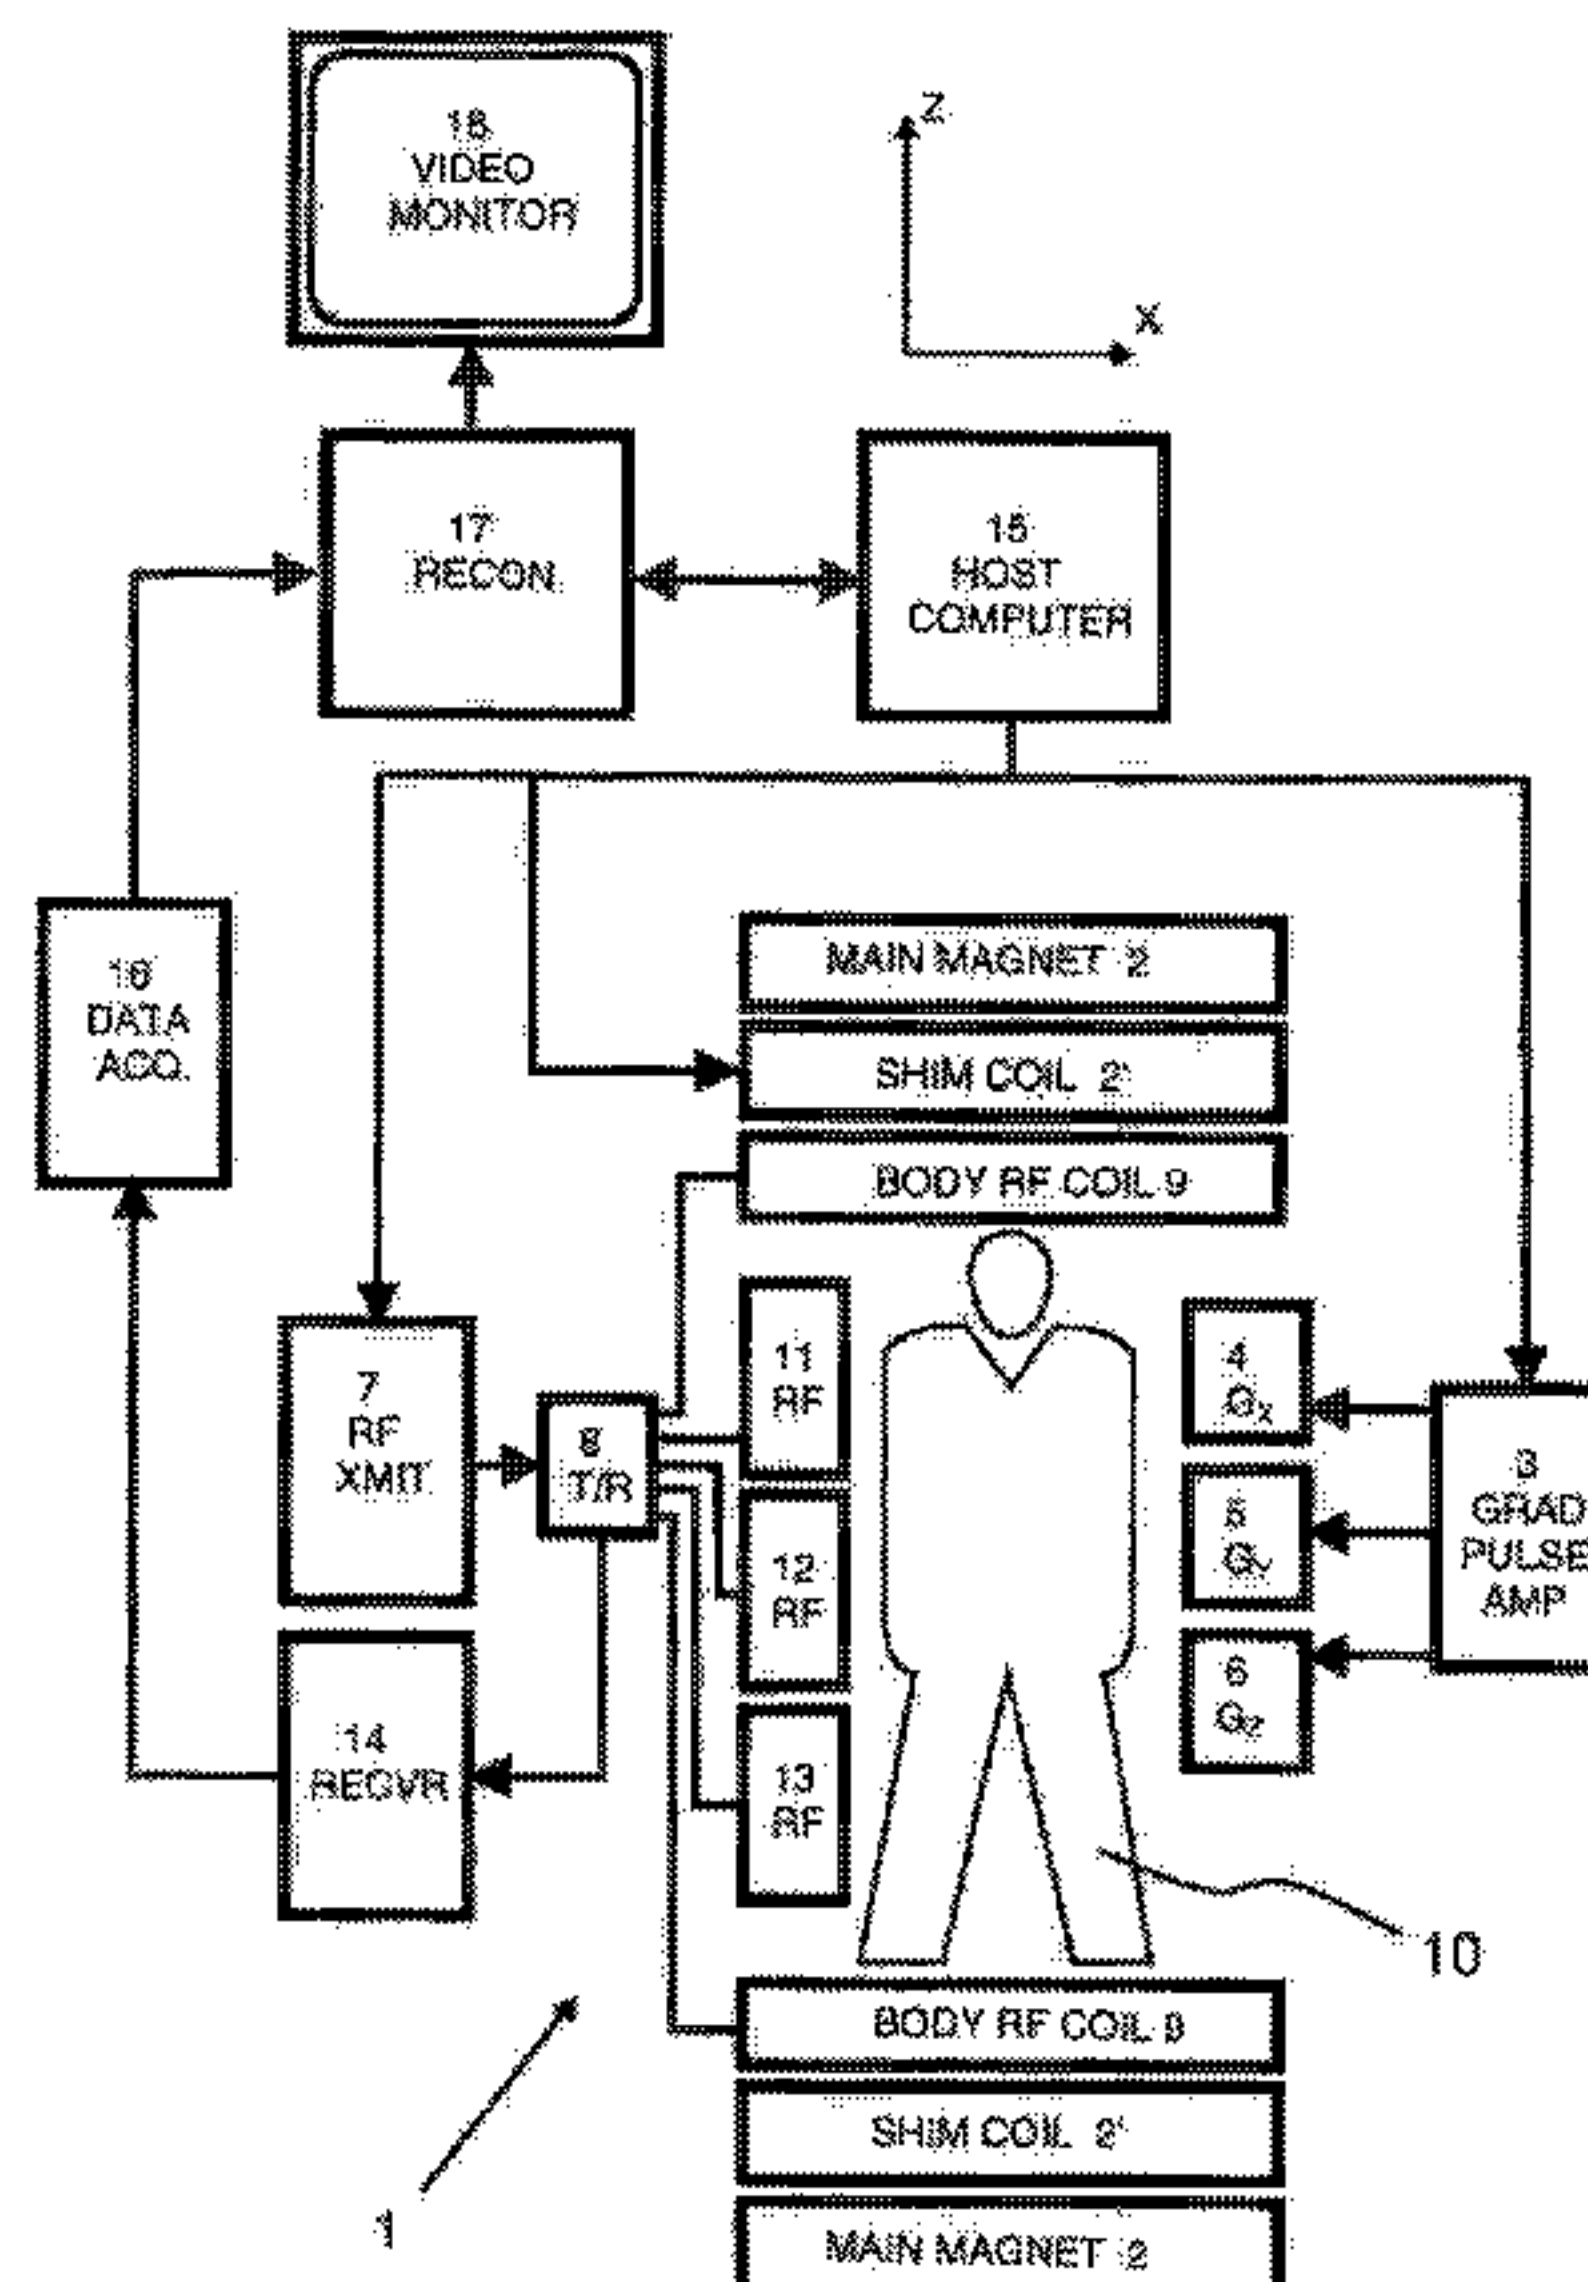 18
VIDEO
MONITOR
Z
X
17
RECON
15
HOST
COMPUTER
16
DATA
ACQ.
MAIN MAGNET 2
SHIM COIL 2'
BODY RF COIL 9
7
RF
XMIT
8
T/R
11
RF
12
RF
13
RF
4
Gx
5
Gy
6
Gz
3
GRAD
PULSE
AMP
14
RECVR
10
BODY RF COIL 9
SHIM COIL 2'
MAIN MAGNET 2
1